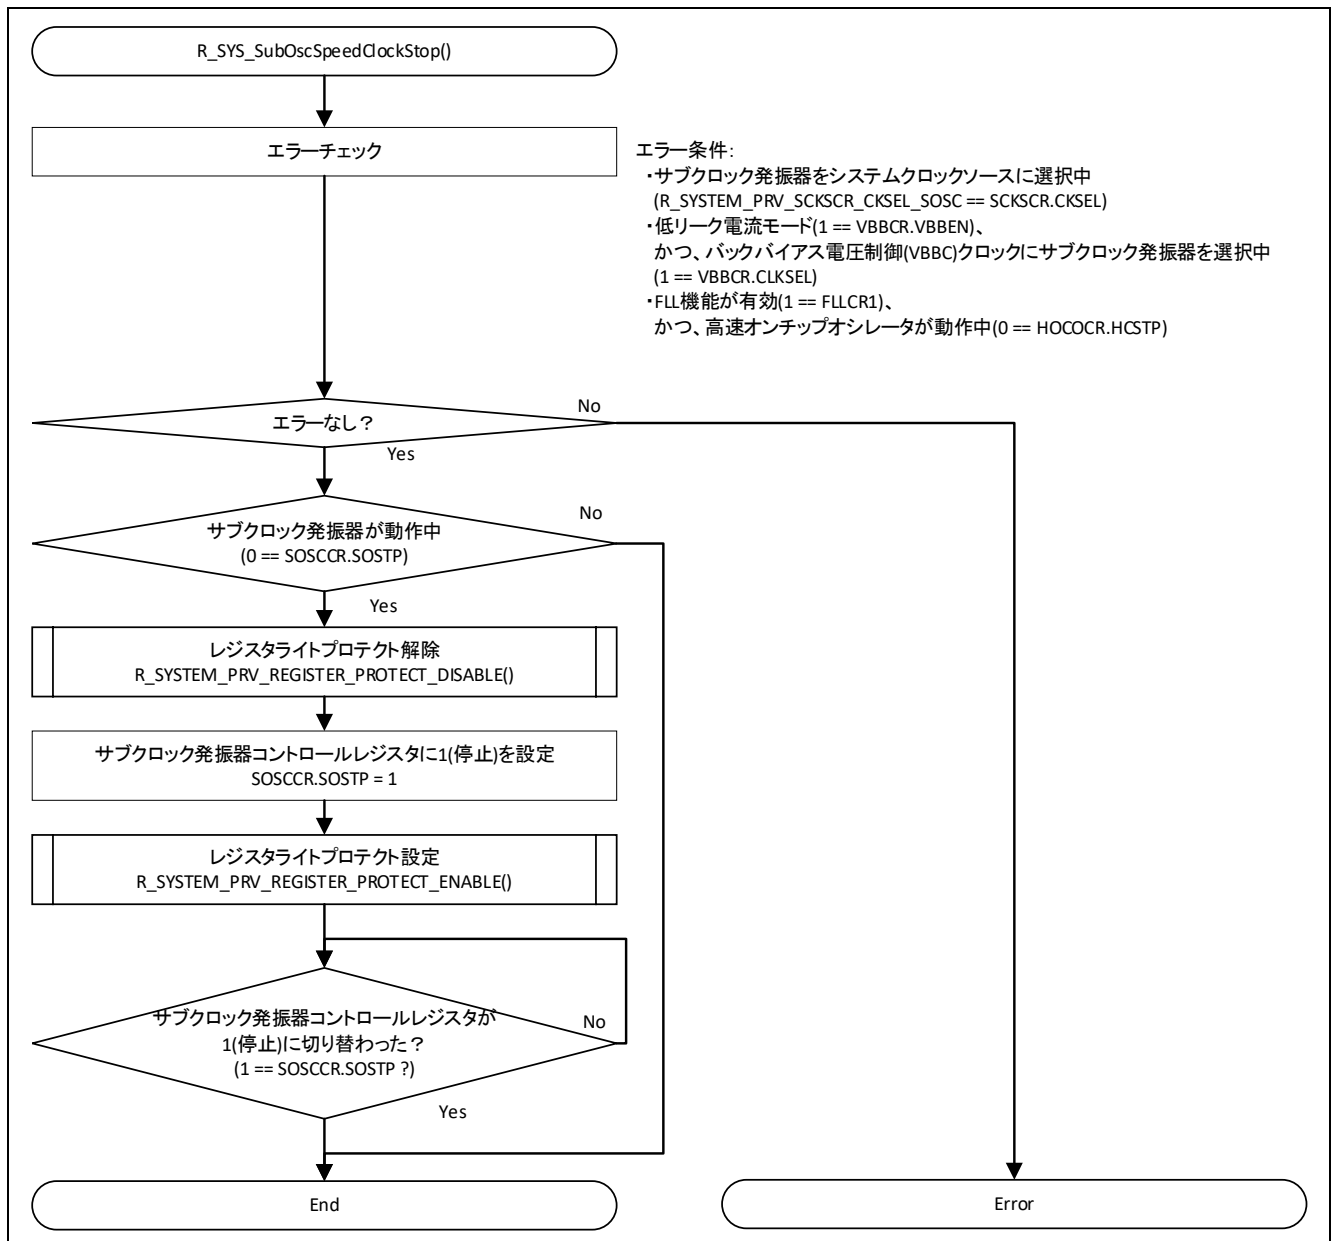 R_SYS_SubOscSpeedClockStop()
エラーチェック
エラー条件:
・サブクロック発振器をシステムクロックソースに選択中
(R_SYSTEM_PRV_SCKSCR_CKSEL_SOSC == SCKSCR.CKSEL)
・低リーク電流モード(1 == VBBCR.VBBEN)、
かつ、バックバイアス電圧制御(VBBC)クロックにサブクロック発振器を選択中
(1 == VBBCR.CLKSEL)
・FLL機能が有効(1 == FLLCR1)、
かつ、高速オンチップオシレータが動作中(0 == HOCOCR.HCSTP)
エラーなし？
No
Yes
サブクロック発振器が動作中
(0 == SOSCCR.SOSTP)
No
Yes
レジスタライトプロテクト解除
R_SYSTEM_PRV_REGISTER_PROTECT_DISABLE()
サブクロック発振器コントロールレジスタに1(停止)を設定
SOSCCR.SOSTP = 1
レジスタライトプロテクト設定
R_SYSTEM_PRV_REGISTER_PROTECT_ENABLE()
サブクロック発振器コントロールレジスタが
1(停止)に切り替わった？
(1 == SOSCCR.SOSTP ?)
No
Yes
End
Error